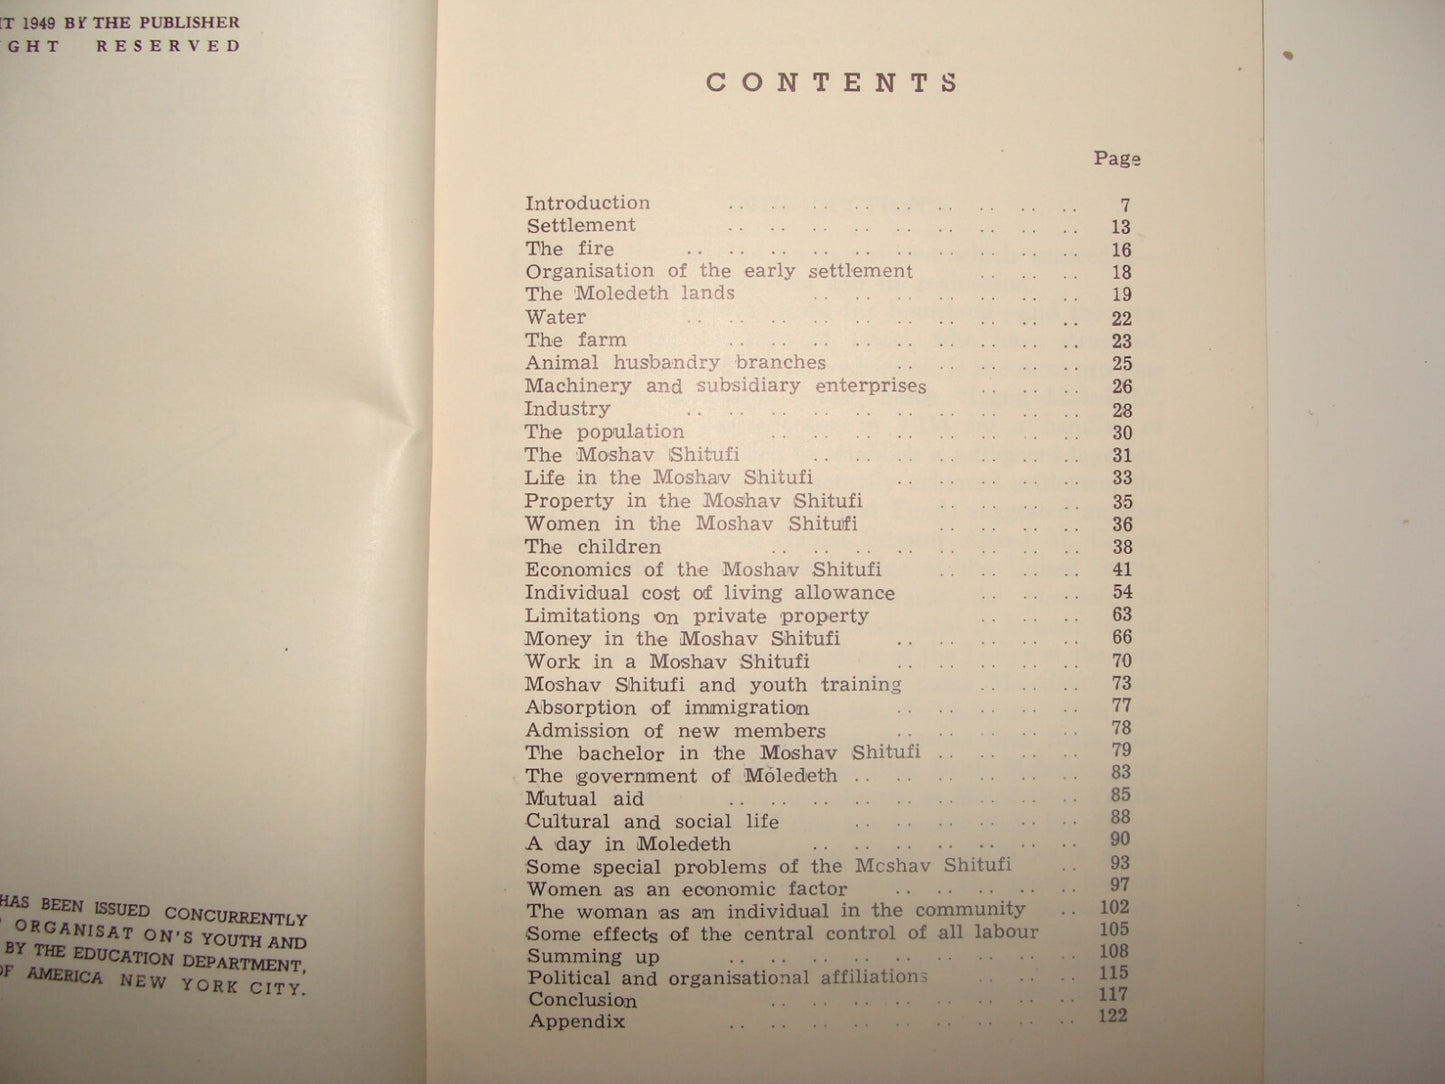 1949 BY THE PUBLISHER
RESERVED
HAS BEEN ISSUED CONCURRENTLY
ORGANISAT ON'S YOUTH AND
BY THE EDUCATION DEPARTMENT,
OF AMERICA NEW YORK CITY.
CONTENTS
Page
Introduction .. .. .. .. .. .. .. .. .. 7
Settlement .. .. .. .. .. .. .. .. .. 13
The fire .. .. .. .. .. .. .. .. .. .. 16
Organisation of the early settlement .. .. .. 18
The Moledeth lands .. .. .. .. .. .. .. 19
Water .. .. .. .. .. .. .. .. .. .. 22
The farm .. .. .. .. .. .. .. .. .. 23
Animal husbandry branches .. .. .. .. .. 25
Machinery and subsidiary enterprises .. .. .. 26
Industry .. .. .. .. .. .. .. .. .. .. 28
The population .. .. .. .. .. .. .. .. 30
The Moshav Shitufi .. .. .. .. .. .. .. 31
Life in the Moshav Shitufi .. .. .. .. .. 33
Property in the Moshav Shitufi .. .. .. .. 35
Women in the Moshav Shitufi .. .. .. .. 36
The children .. .. .. .. .. .. .. .. 38
Economics of the Moshav Shitufi .. .. .. .. 41
Individual cost of living allowance .. .. .. 54
Limitations on private property .. .. .. 63
Money in the Moshav Shitufi .. .. .. .. .. 66
Work in a Moshav Shitufi .. .. .. .. .. 70
Moshav Shitufi and youth training .. .. .. 73
Absorption of immigration .. .. .. .. .. 77
Admission of new members .. .. .. .. .. 78
The bachelor in the Moshav Shitufi .. .. .. .. 79
The government of Moledeth .. .. .. .. .. .. 83
Mutual aid .. .. .. .. .. .. .. .. .. 85
Cultural and social life .. .. .. .. .. .. 88
A day in Moledeth .. .. .. .. .. .. .. 90
Some special problems of the Mcshav Shitufi .. 93
Women as an economic factor .. .. .. .. .. 97
The woman as an individual in the community .. 102
Some effects of the central control of all labour 105
Summing up .. .. .. .. .. .. .. .. .. 108
Political and organisational affiliations .. .. .. 115
Conclusion .. .. .. .. .. .. .. .. 117
Appendix .. .. .. .. .. .. .. .. .. 122